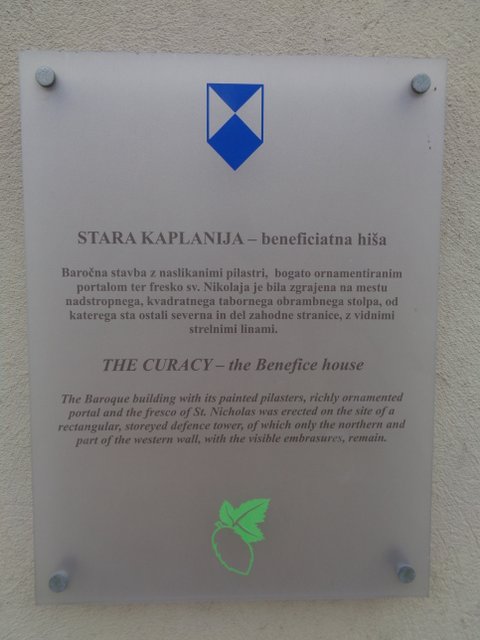 STARA KAPLANIJA – beneficiatna hiša
Baročna stavba z naslikanimi pilastri, bogato ornamentiranim
portalom ter fresko sv. Nikolaja je bila zgrajena na mestu
nadstropnega, kvadratnega tabornega obrambnega stolpa, od
katerega sta ostali severna in del zahodne stranice, z vidnimi
strelnimi linami.
THE CURACY – the Benefice house
The Baroque building with its painted pilasters, richly ornamented
portal and the fresco of St. Nicholas was erected on the site of a
rectangular, storeyed defence tower, of which only the northern and
part of the western wall, with the visible embrasures, remain.